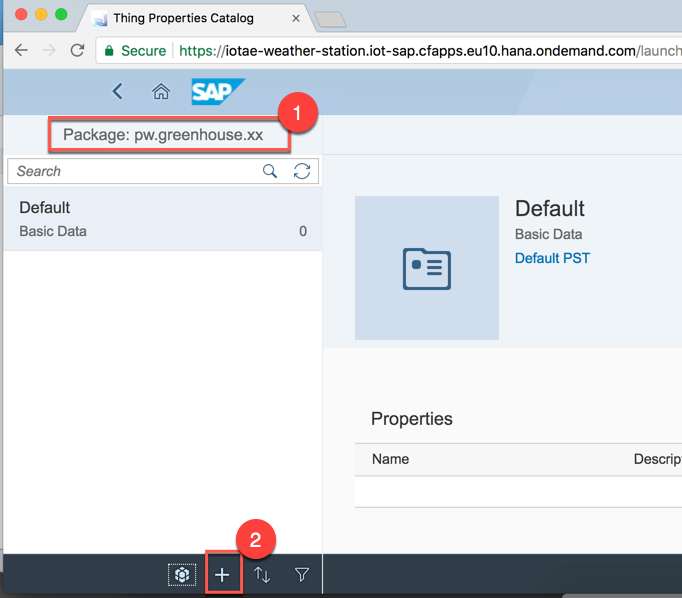 Thing Properties Catalog
Secure https://iotae-weather-station.iot-sap.cfapps.eu10.hana.ondemand.com/launch
SAP
1
Package: pw.greenhouse.xx
Search
Default
Basic Data 0
Default
Basic Data
Default PST
Properties
Name Descrip
2